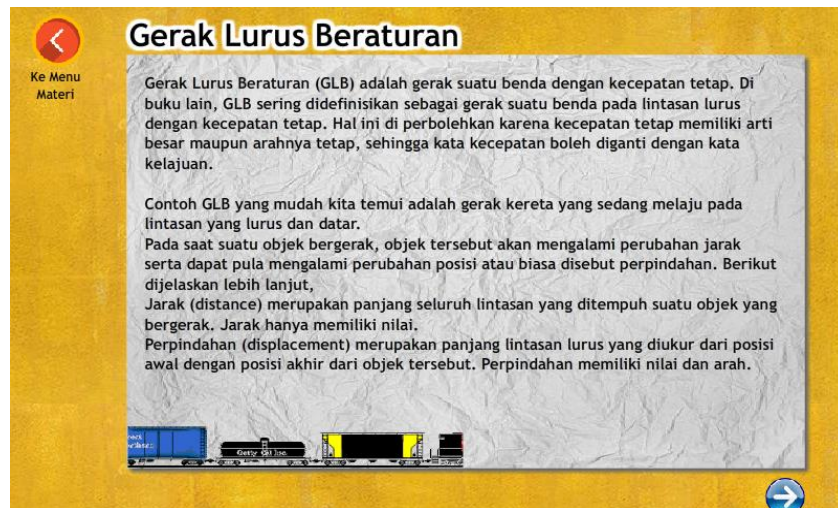 Gerak Lurus Beraturan
Ke Menu
Materi
Gerak Lurus Beraturan (GLB) adalah gerak suatu benda dengan kecepatan tetap. Di
buku lain, GLB sering didefinisikan sebagai gerak suatu benda pada lintasan lurus
dengan kecepatan tetap. Hal ini di perbolehkan karena kecepatan tetap memiliki arti
besar maupun arahnya tetap, sehingga kata kecepatan boleh diganti dengan kata
kelajuan.
Contoh GLB yang mudah kita temui adalah gerak kereta yang sedang melaju pada
lintasan yang lurus dan datar.
Pada saat suatu objek bergerak, objek tersebut akan mengalami perubahan jarak
serta dapat pula mengalami perubahan posisi atau biasa disebut perpindahan. Berikut
dijelaskan lebih lanjut,
Jarak (distance) merupakan panjang seluruh lintasan yang ditempuh suatu objek yang
bergerak. Jarak hanya memiliki nilai.
Perpindahan (displacement) merupakan panjang lintasan lurus yang diukur dari posisi
awal dengan posisi akhir dari objek tersebut. Perpindahan memiliki nilai dan arah.
Getty Oil Inc.